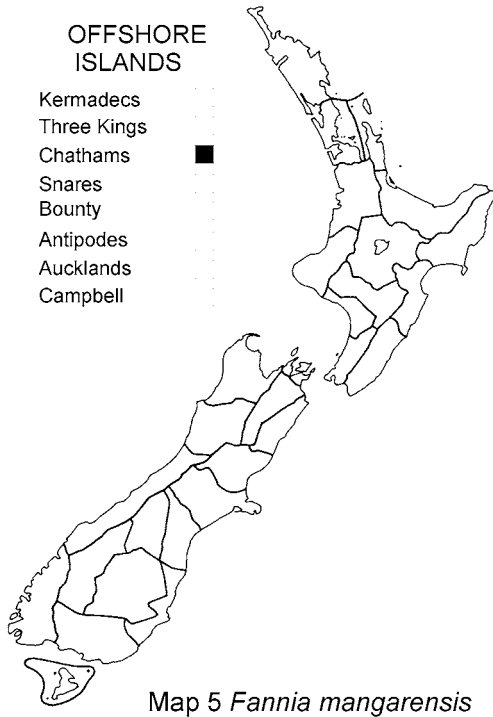 OFFSHORE
ISLANDS
Kermadecs
Three Kings
Chathams
Snares
Bounty
Antipodes
Aucklands
Campbell
Map 5 Fannia mangarensis